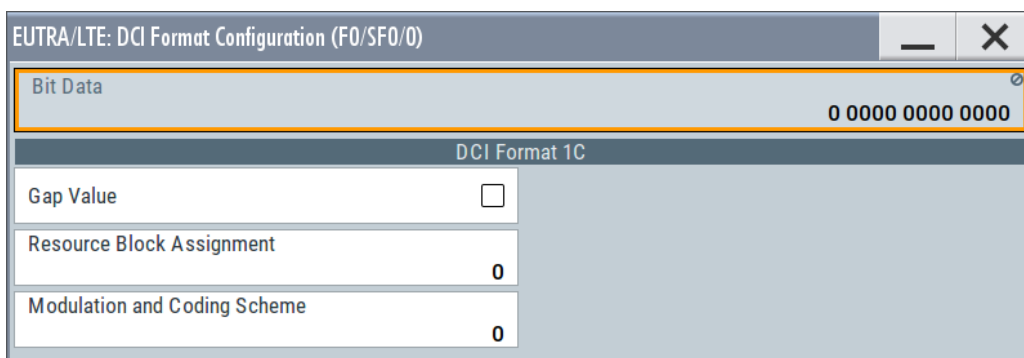 EUTRA/LTE: DCI Format Configuration (F0/SF0/0)
Bit Data
0 0000 0000 0000
DCI Format 1C
Gap Value
Resource Block Assignment
0
Modulation and Coding Scheme
0